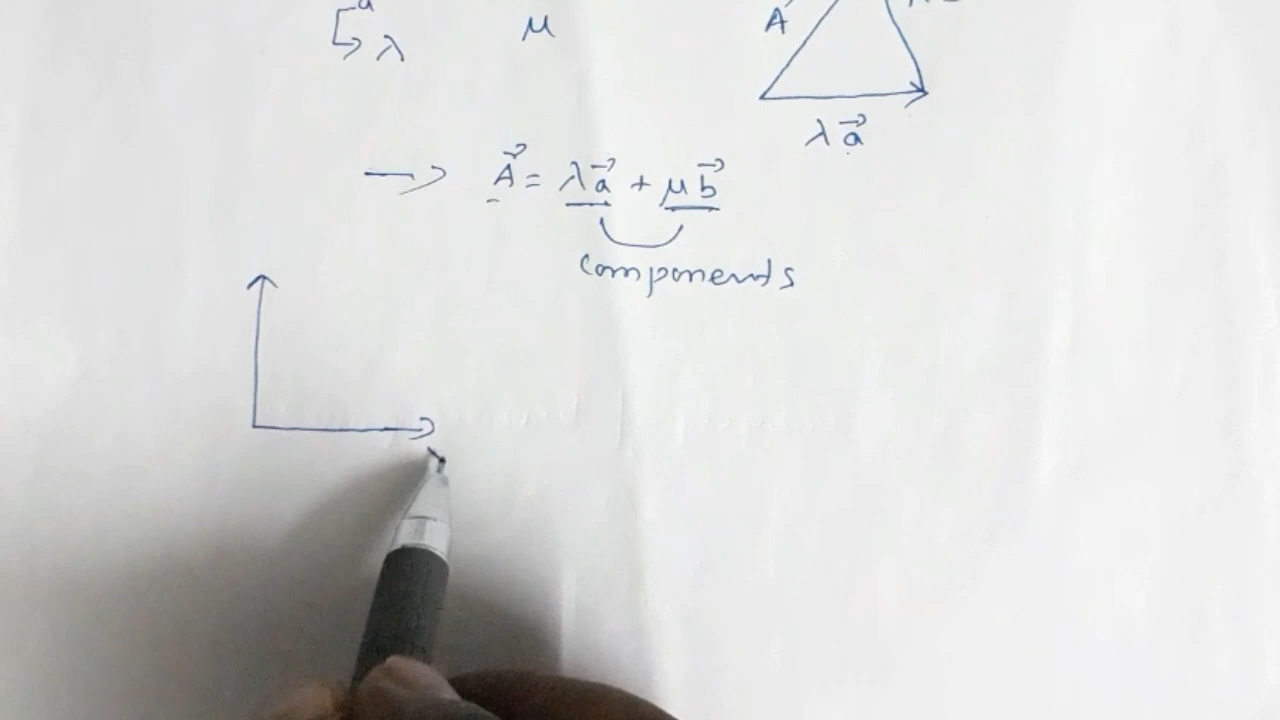 a
λ μ
A
λa⃗
→ A⃗ = λa⃗ + μb⃗
components